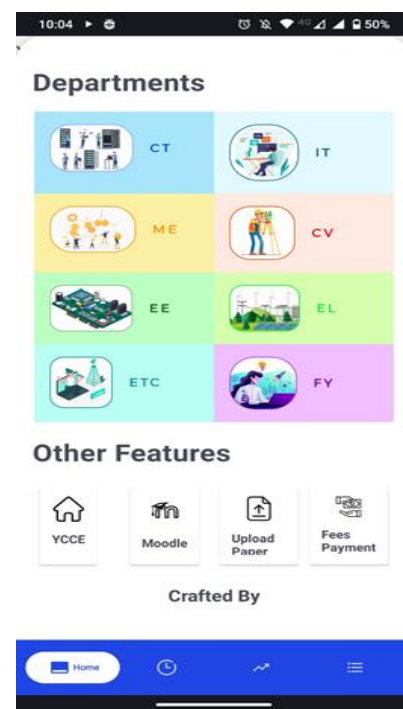 10:04 4G 50%
Departments
CT IT
ME CV
EE EL
ETC FY
Other Features
YCCE Moodle Upload Paper Fees Payment
Crafted By
Home